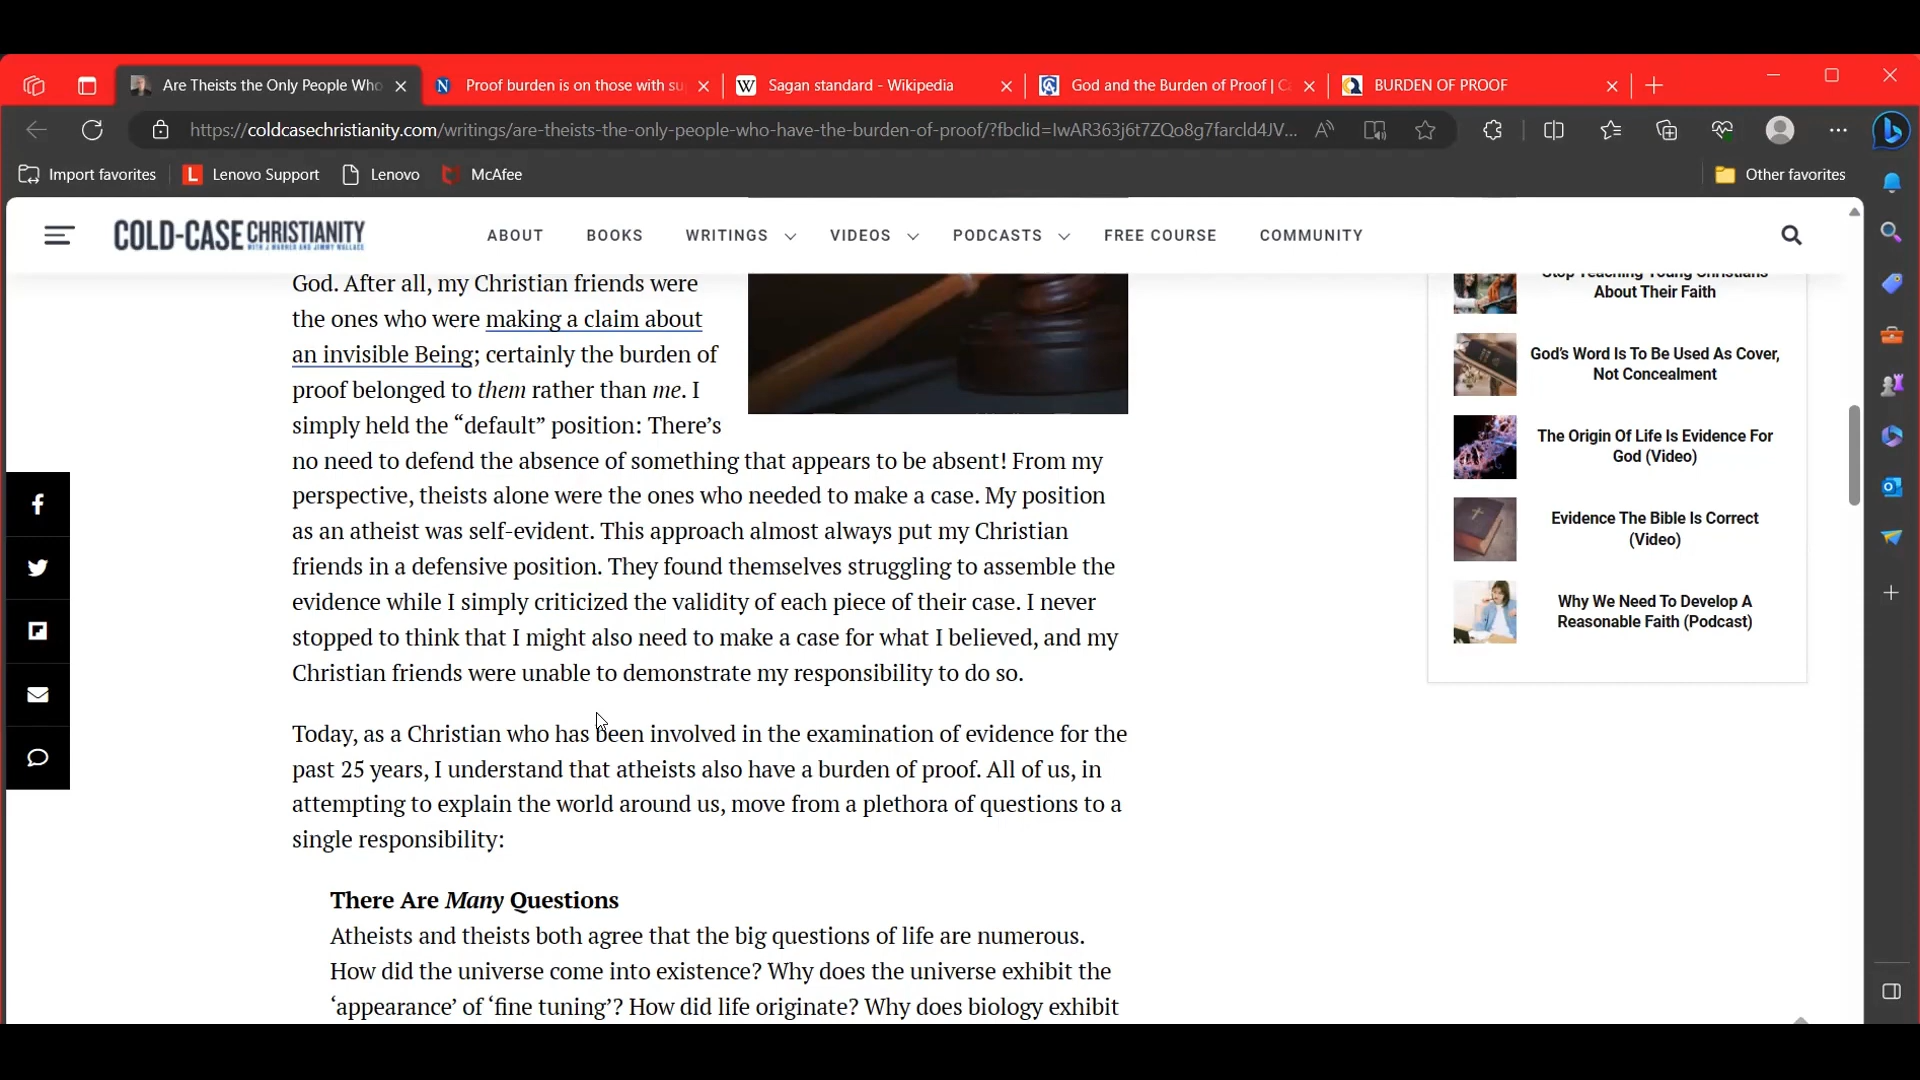 Are Theists the Only People Who
Proof burden is on those with su
Sagan standard - Wikipedia
God and the Burden of Proof | C
BURDEN OF PROOF
https://coldcasechristianity.com/writings/are-theists-the-only-people-who-have-the-burden-of-proof/?fbclid=IwAR363j6t7ZQo8g7farcld4JV...
Import favorites
Lenovo Support
Lenovo
McAfee
Other favorites
COLD-CASE CHRISTIANITY
WITH J. WARNER AND JIMMY WALLACE
ABOUT
BOOKS
WRITINGS
VIDEOS
PODCASTS
FREE COURSE
COMMUNITY
God. After all, my Christian friends were
the ones who were making a claim about
an invisible Being; certainly the burden of
proof belonged to them rather than me. I
simply held the “default” position: There’s
no need to defend the absence of something that appears to be absent! From my
perspective, theists alone were the ones who needed to make a case. My position
as an atheist was self-evident. This approach almost always put my Christian
friends in a defensive position. They found themselves struggling to assemble the
evidence while I simply criticized the validity of each piece of their case. I never
stopped to think that I might also need to make a case for what I believed, and my
Christian friends were unable to demonstrate my responsibility to do so.
Today, as a Christian who has been involved in the examination of evidence for the
past 25 years, I understand that atheists also have a burden of proof. All of us, in
attempting to explain the world around us, move from a plethora of questions to a
single responsibility:
There Are Many Questions
Atheists and theists both agree that the big questions of life are numerous.
How did the universe come into existence? Why does the universe exhibit the
‘appearance’ of ‘fine tuning’? How did life originate? Why does biology exhibit
Stop Teaching Young Christians
About Their Faith
God’s Word Is To Be Used As Cover,
Not Concealment
The Origin Of Life Is Evidence For
God (Video)
Evidence The Bible Is Correct
(Video)
Why We Need To Develop A
Reasonable Faith (Podcast)